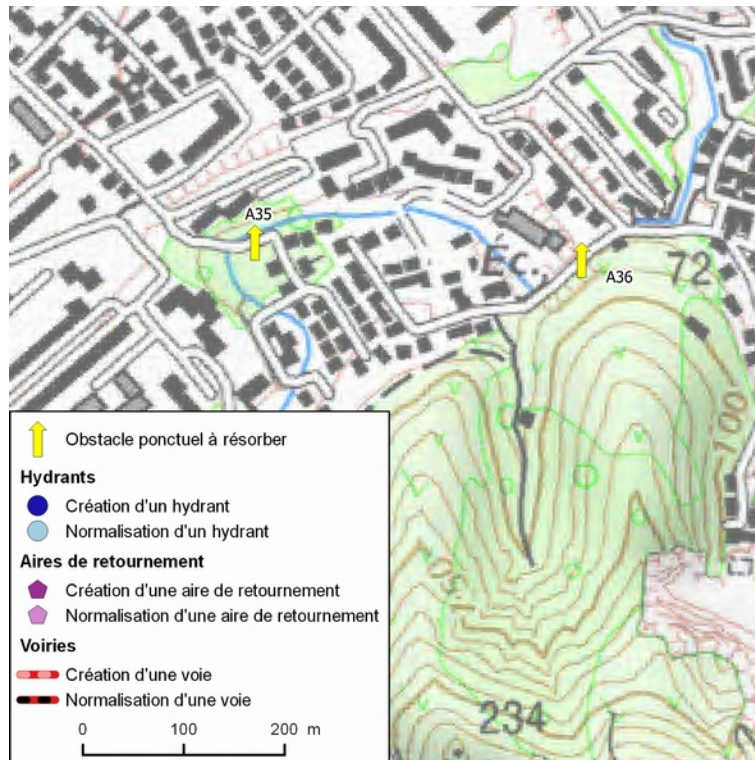 A35
Ec.
A36
72
100
150
234
Obstacle ponctuel à résorber
Hydrants
Création d'un hydrant
Normalisation d'un hydrant
Aires de retournement
Création d'une aire de retournement
Normalisation d'une aire de retournement
Voiries
Création d'une voie
Normalisation d'une voie
0 100 200 m